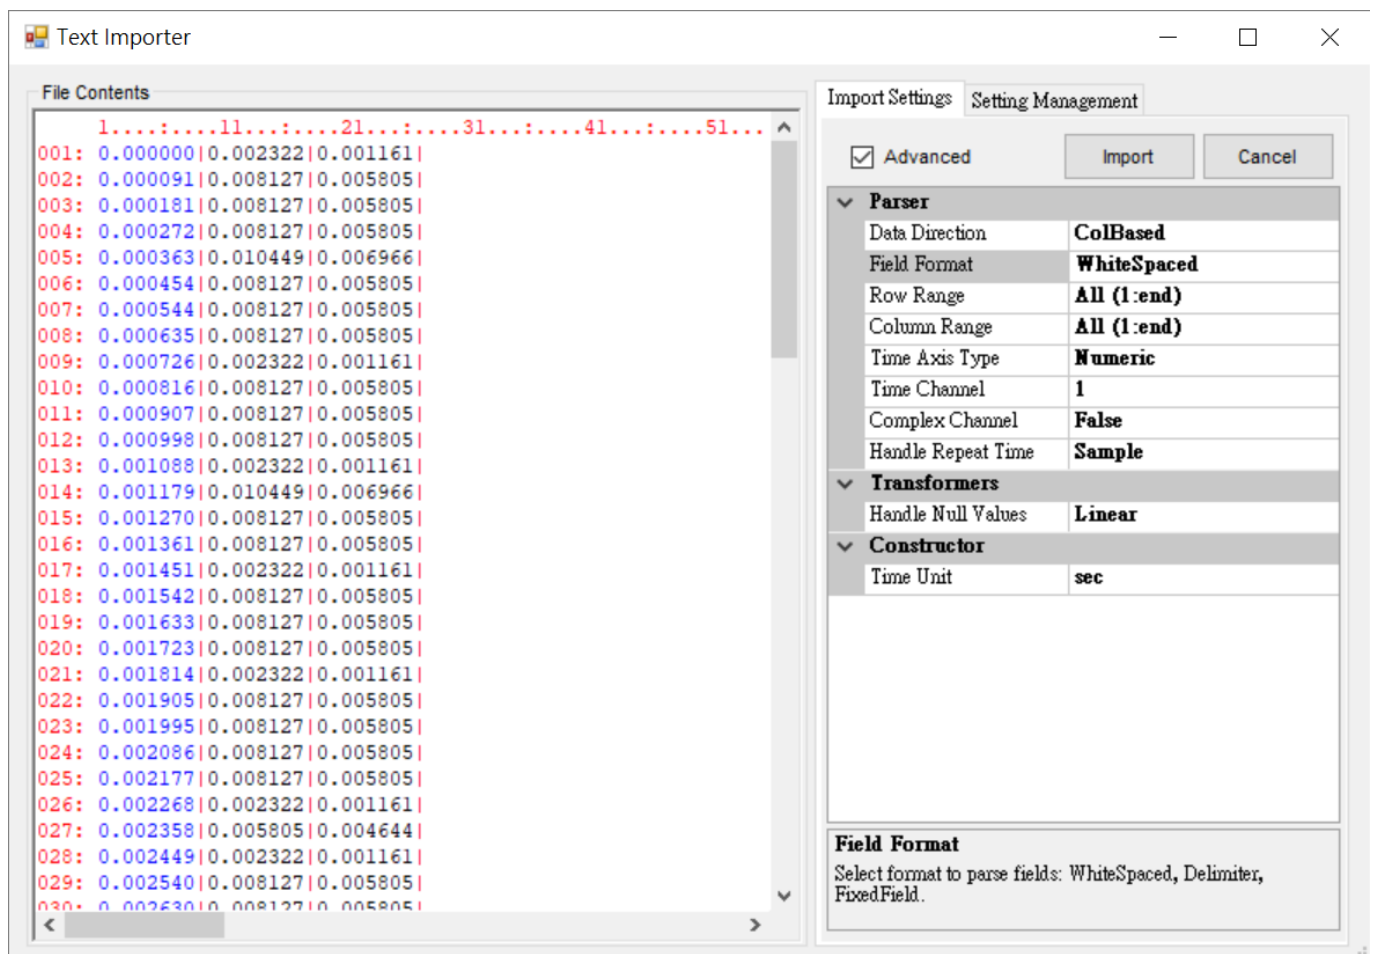 Text Importer
File Contents
1....:....11...:....21...:....31...:....41...:....51...
001: 0.000000|0.002322|0.001161|
002: 0.000091|0.008127|0.005805|
003: 0.000181|0.008127|0.005805|
004: 0.000272|0.008127|0.005805|
005: 0.000363|0.010449|0.006966|
006: 0.000454|0.008127|0.005805|
007: 0.000544|0.008127|0.005805|
008: 0.000635|0.008127|0.005805|
009: 0.000726|0.002322|0.001161|
010: 0.000816|0.008127|0.005805|
011: 0.000907|0.008127|0.005805|
012: 0.000998|0.008127|0.005805|
013: 0.001088|0.002322|0.001161|
014: 0.001179|0.010449|0.006966|
015: 0.001270|0.008127|0.005805|
016: 0.001361|0.008127|0.005805|
017: 0.001451|0.002322|0.001161|
018: 0.001542|0.008127|0.005805|
019: 0.001633|0.008127|0.005805|
020: 0.001723|0.008127|0.005805|
021: 0.001814|0.002322|0.001161|
022: 0.001905|0.008127|0.005805|
023: 0.001995|0.008127|0.005805|
024: 0.002086|0.008127|0.005805|
025: 0.002177|0.008127|0.005805|
026: 0.002268|0.002322|0.001161|
027: 0.002358|0.005805|0.004644|
028: 0.002449|0.002322|0.001161|
029: 0.002540|0.008127|0.005805|
030: 0.002630|0.008127|0.005805|
Import Settings Setting Management
Advanced Import Cancel
Parser
Data Direction ColBased
Field Format WhiteSpaced
Row Range All (1:end)
Column Range All (1:end)
Time Axis Type Numeric
Time Channel 1
Complex Channel False
Handle Repeat Time Sample
Transformers
Handle Null Values Linear
Constructor
Time Unit sec
Field Format
Select format to parse fields: WhiteSpaced, Delimiter,
FixedField.